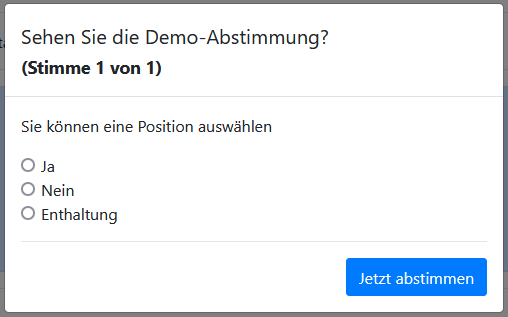 Sehen Sie die Demo-Abstimmung?
(Stimme 1 von 1)
Sie können eine Position auswählen
Ja
Nein
Enthaltung
Jetzt abstimmen